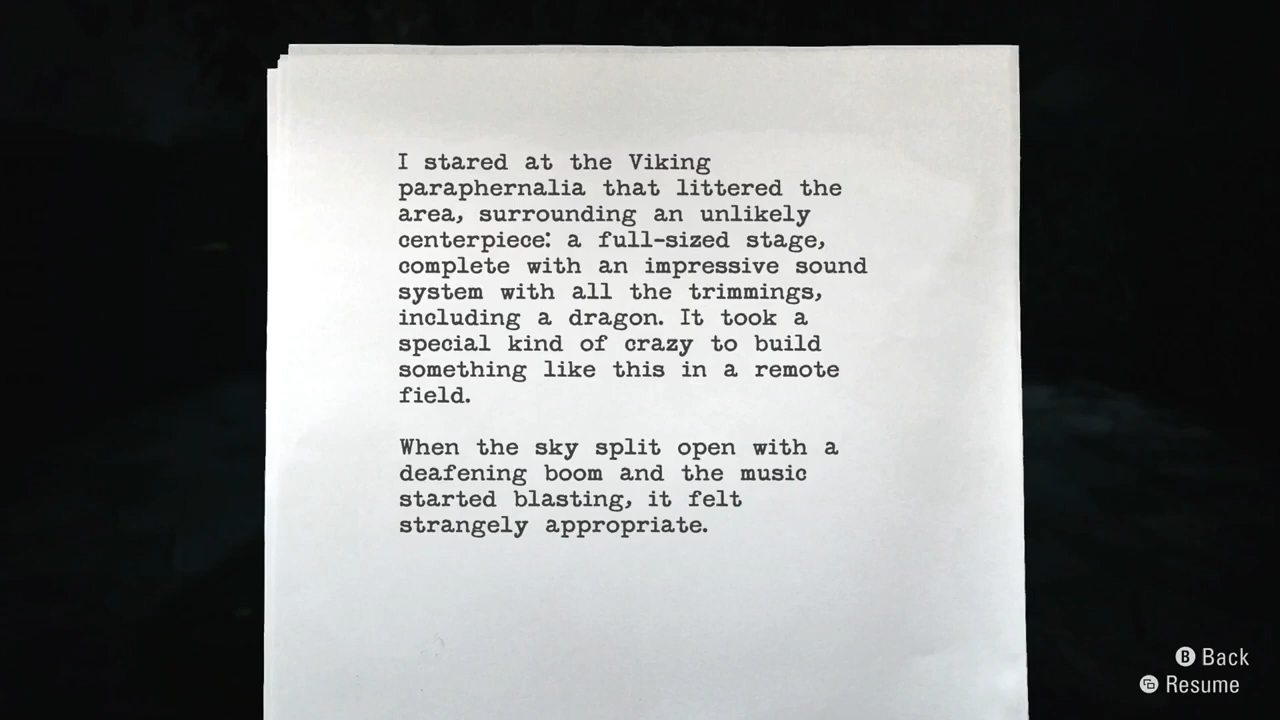 I stared at the Viking
paraphernalia that littered the
area, surrounding an unlikely
centerpiece: a full-sized stage,
complete with an impressive sound
system with all the trimmings,
including a dragon. It took a
special kind of crazy to build
something like this in a remote
field.
When the sky split open with a
deafening boom and the music
started blasting, it felt
strangely appropriate.
B Back
Resume